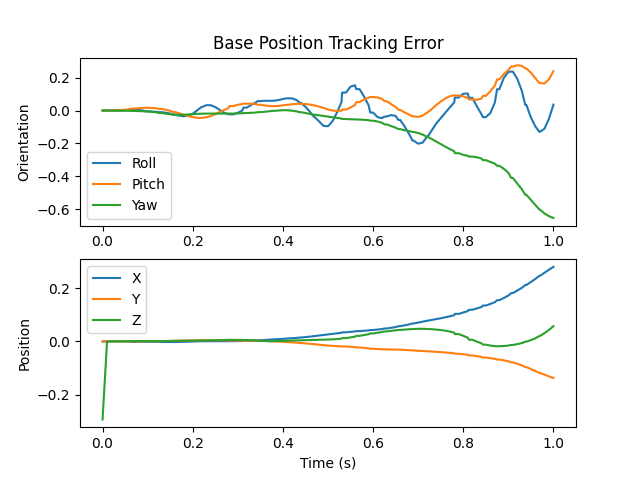 Base Position Tracking Error
Orientation
0.2
0.0
−0.2
−0.4
−0.6
Roll
Pitch
Yaw
0.0 0.2 0.4 0.6 0.8 1.0
Position
0.2
0.0
−0.2
X
Y
Z
0.0 0.2 0.4 0.6 0.8 1.0
Time (s)